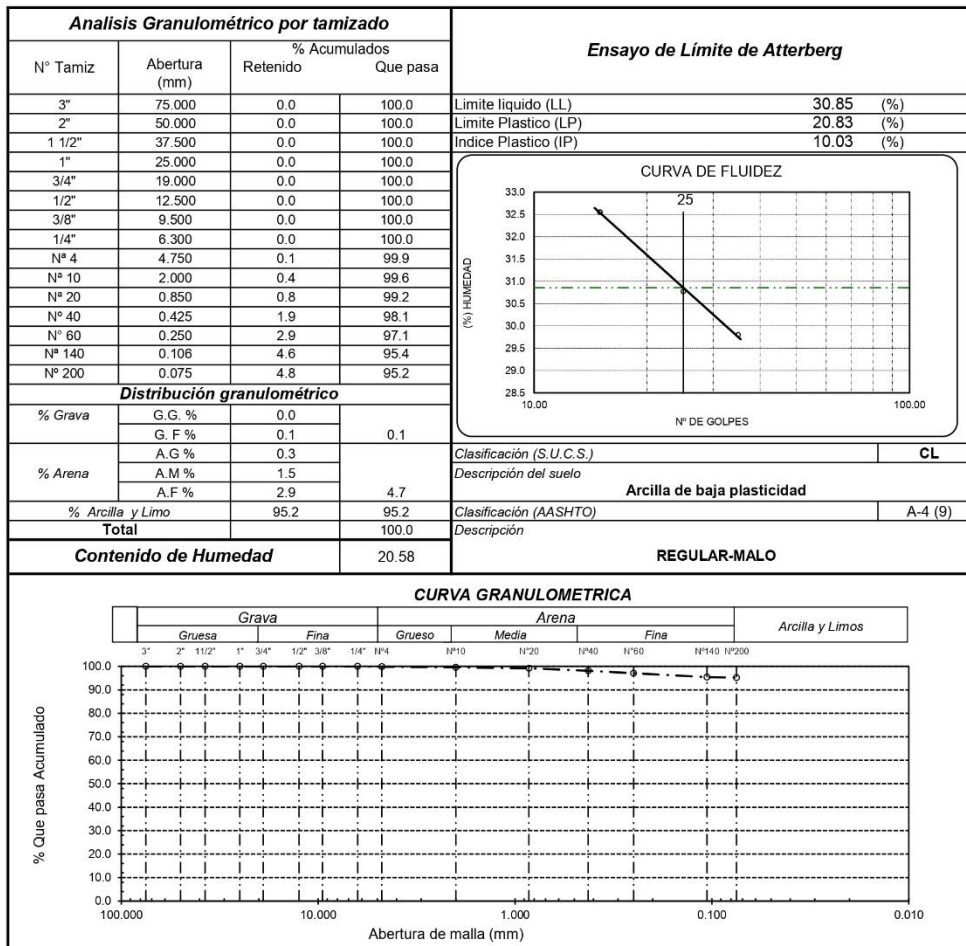 Analisis Granulométrico por tamizado
N° Tamiz Abertura (mm) % Acumulados
Retenido Que pasa
3" 75.000 0.0 100.0
2" 50.000 0.0 100.0
1 1/2" 37.500 0.0 100.0
1" 25.000 0.0 100.0
3/4" 19.000 0.0 100.0
1/2" 12.500 0.0 100.0
3/8" 9.500 0.0 100.0
1/4" 6.300 0.0 100.0
Nª 4 4.750 0.1 99.9
Nª 10 2.000 0.4 99.6
Nª 20 0.850 0.8 99.2
Nº 40 0.425 1.9 98.1
N° 60 0.250 2.9 97.1
Nª 140 0.106 4.6 95.4
Nº 200 0.075 4.8 95.2
Distribución granulométrico
% Grava G.G. % 0.0
G. F % 0.1 0.1
A.G % 0.3
% Arena A.M % 1.5
A.F % 2.9 4.7
% Arcilla y Limo 95.2 95.2
Total 100.0
Contenido de Humedad 20.58
Ensayo de Límite de Atterberg
Limite liquido (LL) 30.85 (%)
Limite Plastico (LP) 20.83 (%)
Indice Plastico (IP) 10.03 (%)
CURVA DE FLUIDEZ
25
(%) HUMEDAD
33.0
32.5
32.0
31.5
31.0
30.5
30.0
29.5
29.0
28.5
10.00 100.00
Nº DE GOLPES
Clasificación (S.U.C.S.) CL
Descripción del suelo
Arcilla de baja plasticidad
Clasificación (AASHTO) A-4 (9)
Descripción
REGULAR-MALO
CURVA GRANULOMETRICA
Grava Arena Arcilla y Limos
Gruesa Fina Grueso Media Fina
3" 2" 11/2" 1" 3/4" 1/2" 3/8" 1/4" N°4 N°10 N°20 N°40 N°60 N°140 N°200
% Que pasa Acumulado
100.0
90.0
80.0
70.0
60.0
50.0
40.0
30.0
20.0
10.0
0.0
100.000 10.000 1.000 0.100 0.010
Abertura de malla (mm)